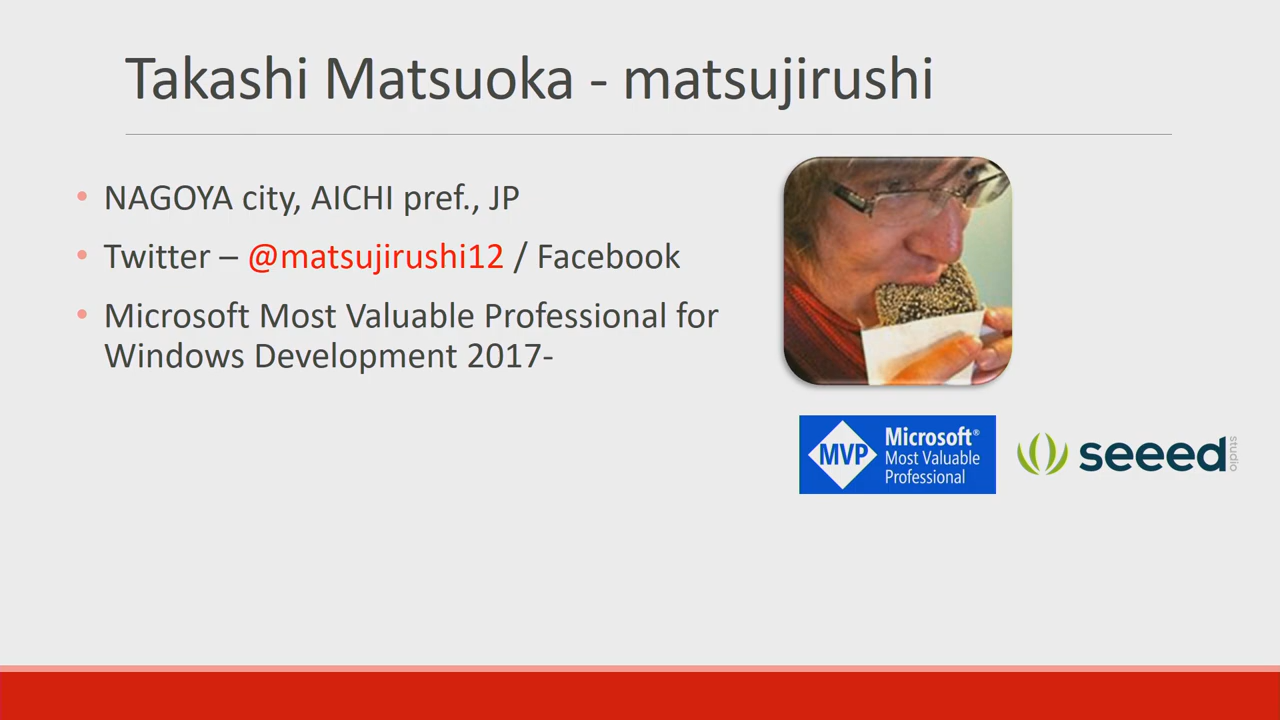 Takashi Matsuoka - matsujirushi
• NAGOYA city, AICHI pref., JP
• Twitter – @matsujirushi12 / Facebook
• Microsoft Most Valuable Professional for
Windows Development 2017-
MVP
Microsoft®
Most Valuable
Professional
seeed
studio